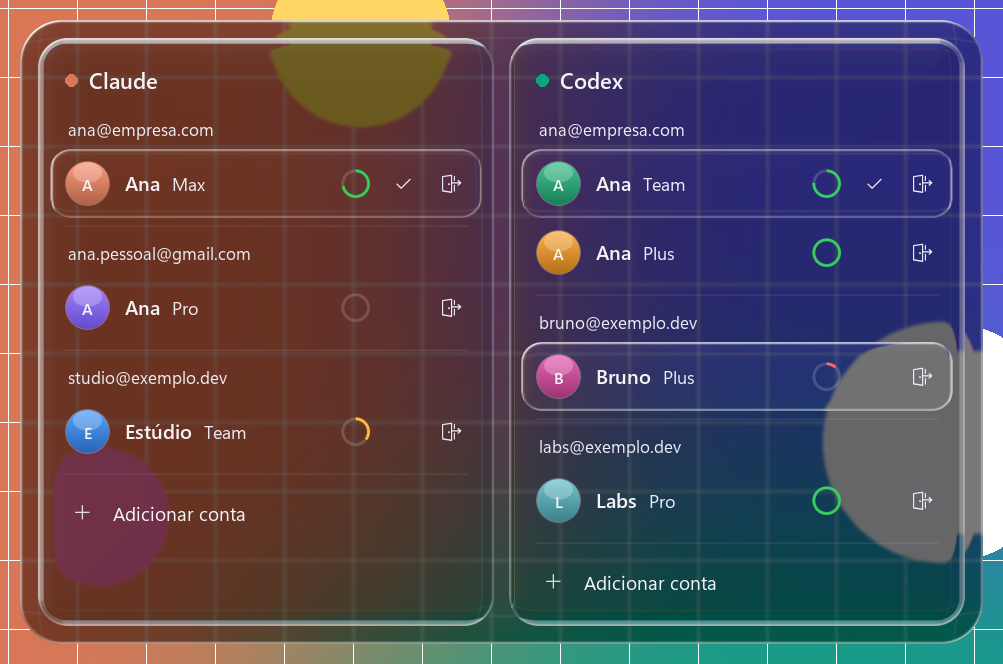 Claude
ana@empresa.com
A Ana Max
ana.pessoal@gmail.com
A Ana Pro
studio@exemplo.dev
E Estúdio Team
Adicionar conta
Codex
ana@empresa.com
A Ana Team
A Ana Plus
bruno@exemplo.dev
B Bruno Plus
labs@exemplo.dev
L Labs Pro
Adicionar conta